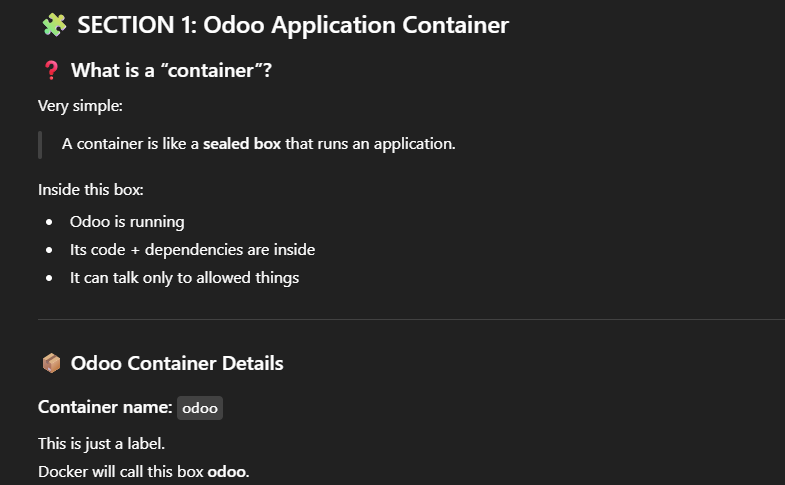 🧩 SECTION 1: Odoo Application Container
❓ What is a “container”?
Very simple:
A container is like a sealed box that runs an application.
Inside this box:
• Odoo is running
• Its code + dependencies are inside
• It can talk only to allowed things
📦 Odoo Container Details
Container name: odoo
This is just a label.
Docker will call this box odoo.